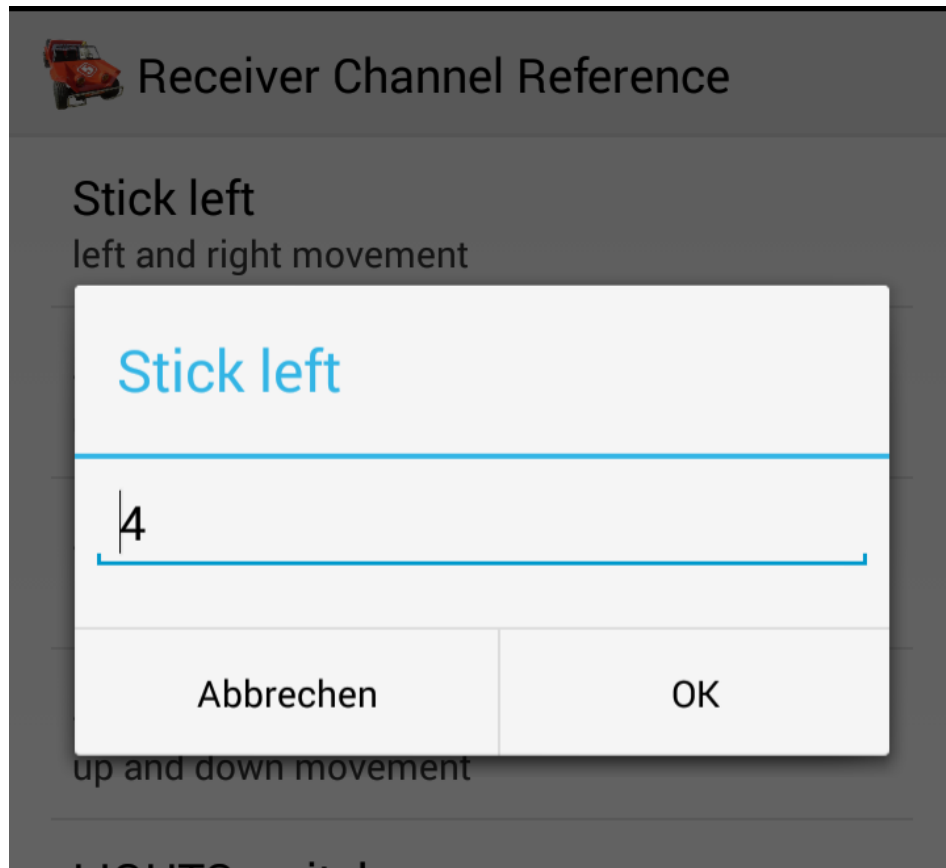 Receiver Channel Reference
Stick left
left and right movement
Stick left
4
Abbrechen
OK
up and down movement